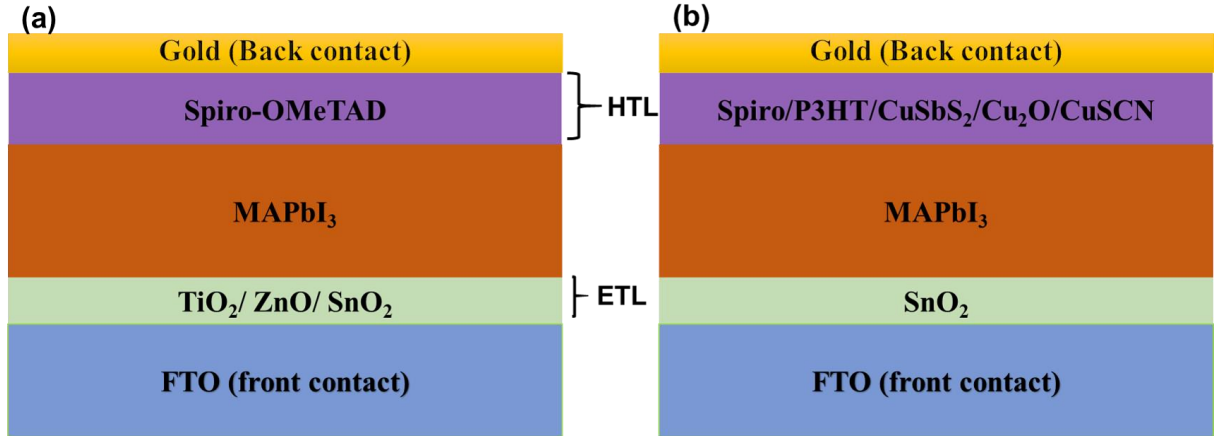 (a)
Gold (Back contact)
Spiro-OMeTAD
HTL
MAPbI₃
TiO₂/ ZnO/ SnO₂
ETL
FTO (front contact)
(b)
Gold (Back contact)
Spiro/P3HT/CuSbS₂/Cu₂O/CuSCN
MAPbI₃
SnO₂
FTO (front contact)